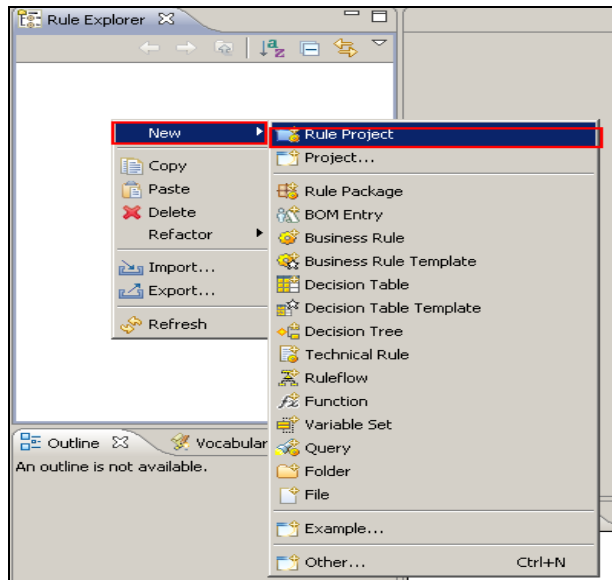 Rule Explorer
New
Copy
Paste
Delete
Refactor
Import...
Export...
Refresh
Rule Project
Project...
Rule Package
BOM Entry
Business Rule
Business Rule Template
Decision Table
Decision Table Template
Decision Tree
Technical Rule
Ruleflow
Function
Variable Set
Query
Folder
File
Example...
Other... Ctrl+N
Outline Vocabular
An outline is not available.